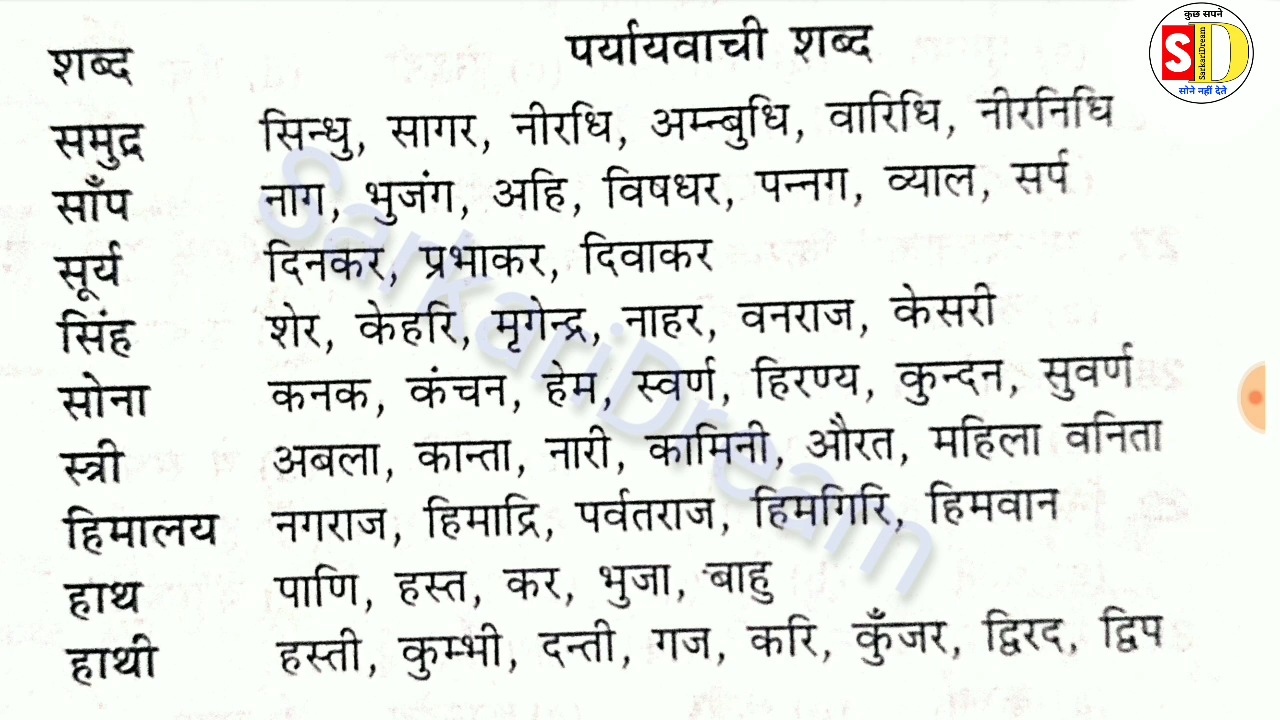 कुछ सपने
SD
SarkariDream
सोने नहीं देते
शब्द पर्यायवाची शब्द
समुद्र सिन्धु, सागर, नीरधि, अम्न्बुधि, वारिधि, नीरनिधि
साँप नाग, भुजंग, अहि, विषधर, पन्नग, व्याल, सर्प
सूर्य दिनकर, प्रभाकर, दिवाकर
सिंह शेर, केहरि, मृगेन्द्र, नाहर, वनराज, केसरी
सोना कनक, कंचन, हेम, स्वर्ण, हिरण्य, कुन्दन, सुवर्ण
स्त्री अबला, कान्ता, नारी, कामिनी, औरत, महिला वनिता
हिमालय नगराज, हिमाद्रि, पर्वतराज, हिमगिरि, हिमवान
हाथ पाणि, हस्त, कर, भुजा, बाहु
हाथी हस्ती, कुम्भी, दन्ती, गज, करि, कुँजर, द्विरद, द्विप
SarkariDream